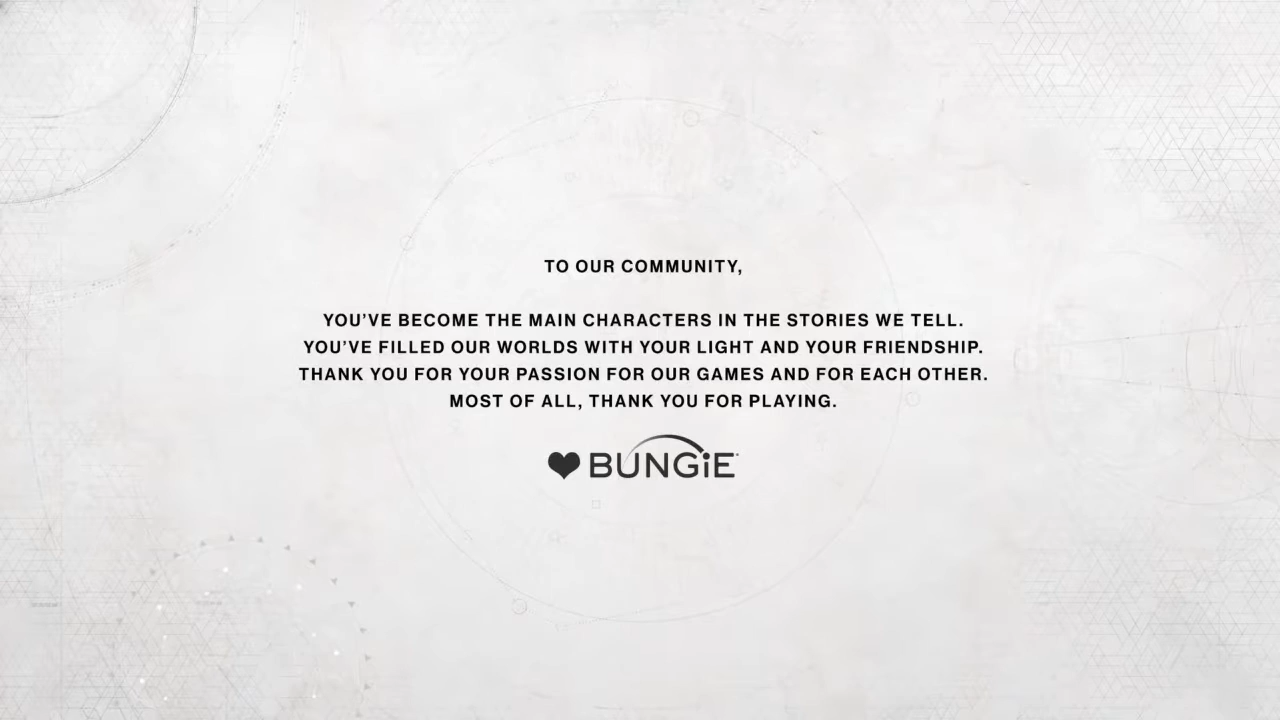 TO OUR COMMUNITY,
YOU'VE BECOME THE MAIN CHARACTERS IN THE STORIES WE TELL.
YOU'VE FILLED OUR WORLDS WITH YOUR LIGHT AND YOUR FRIENDSHIP.
THANK YOU FOR YOUR PASSION FOR OUR GAMES AND FOR EACH OTHER.
MOST OF ALL, THANK YOU FOR PLAYING.
BUNGiE